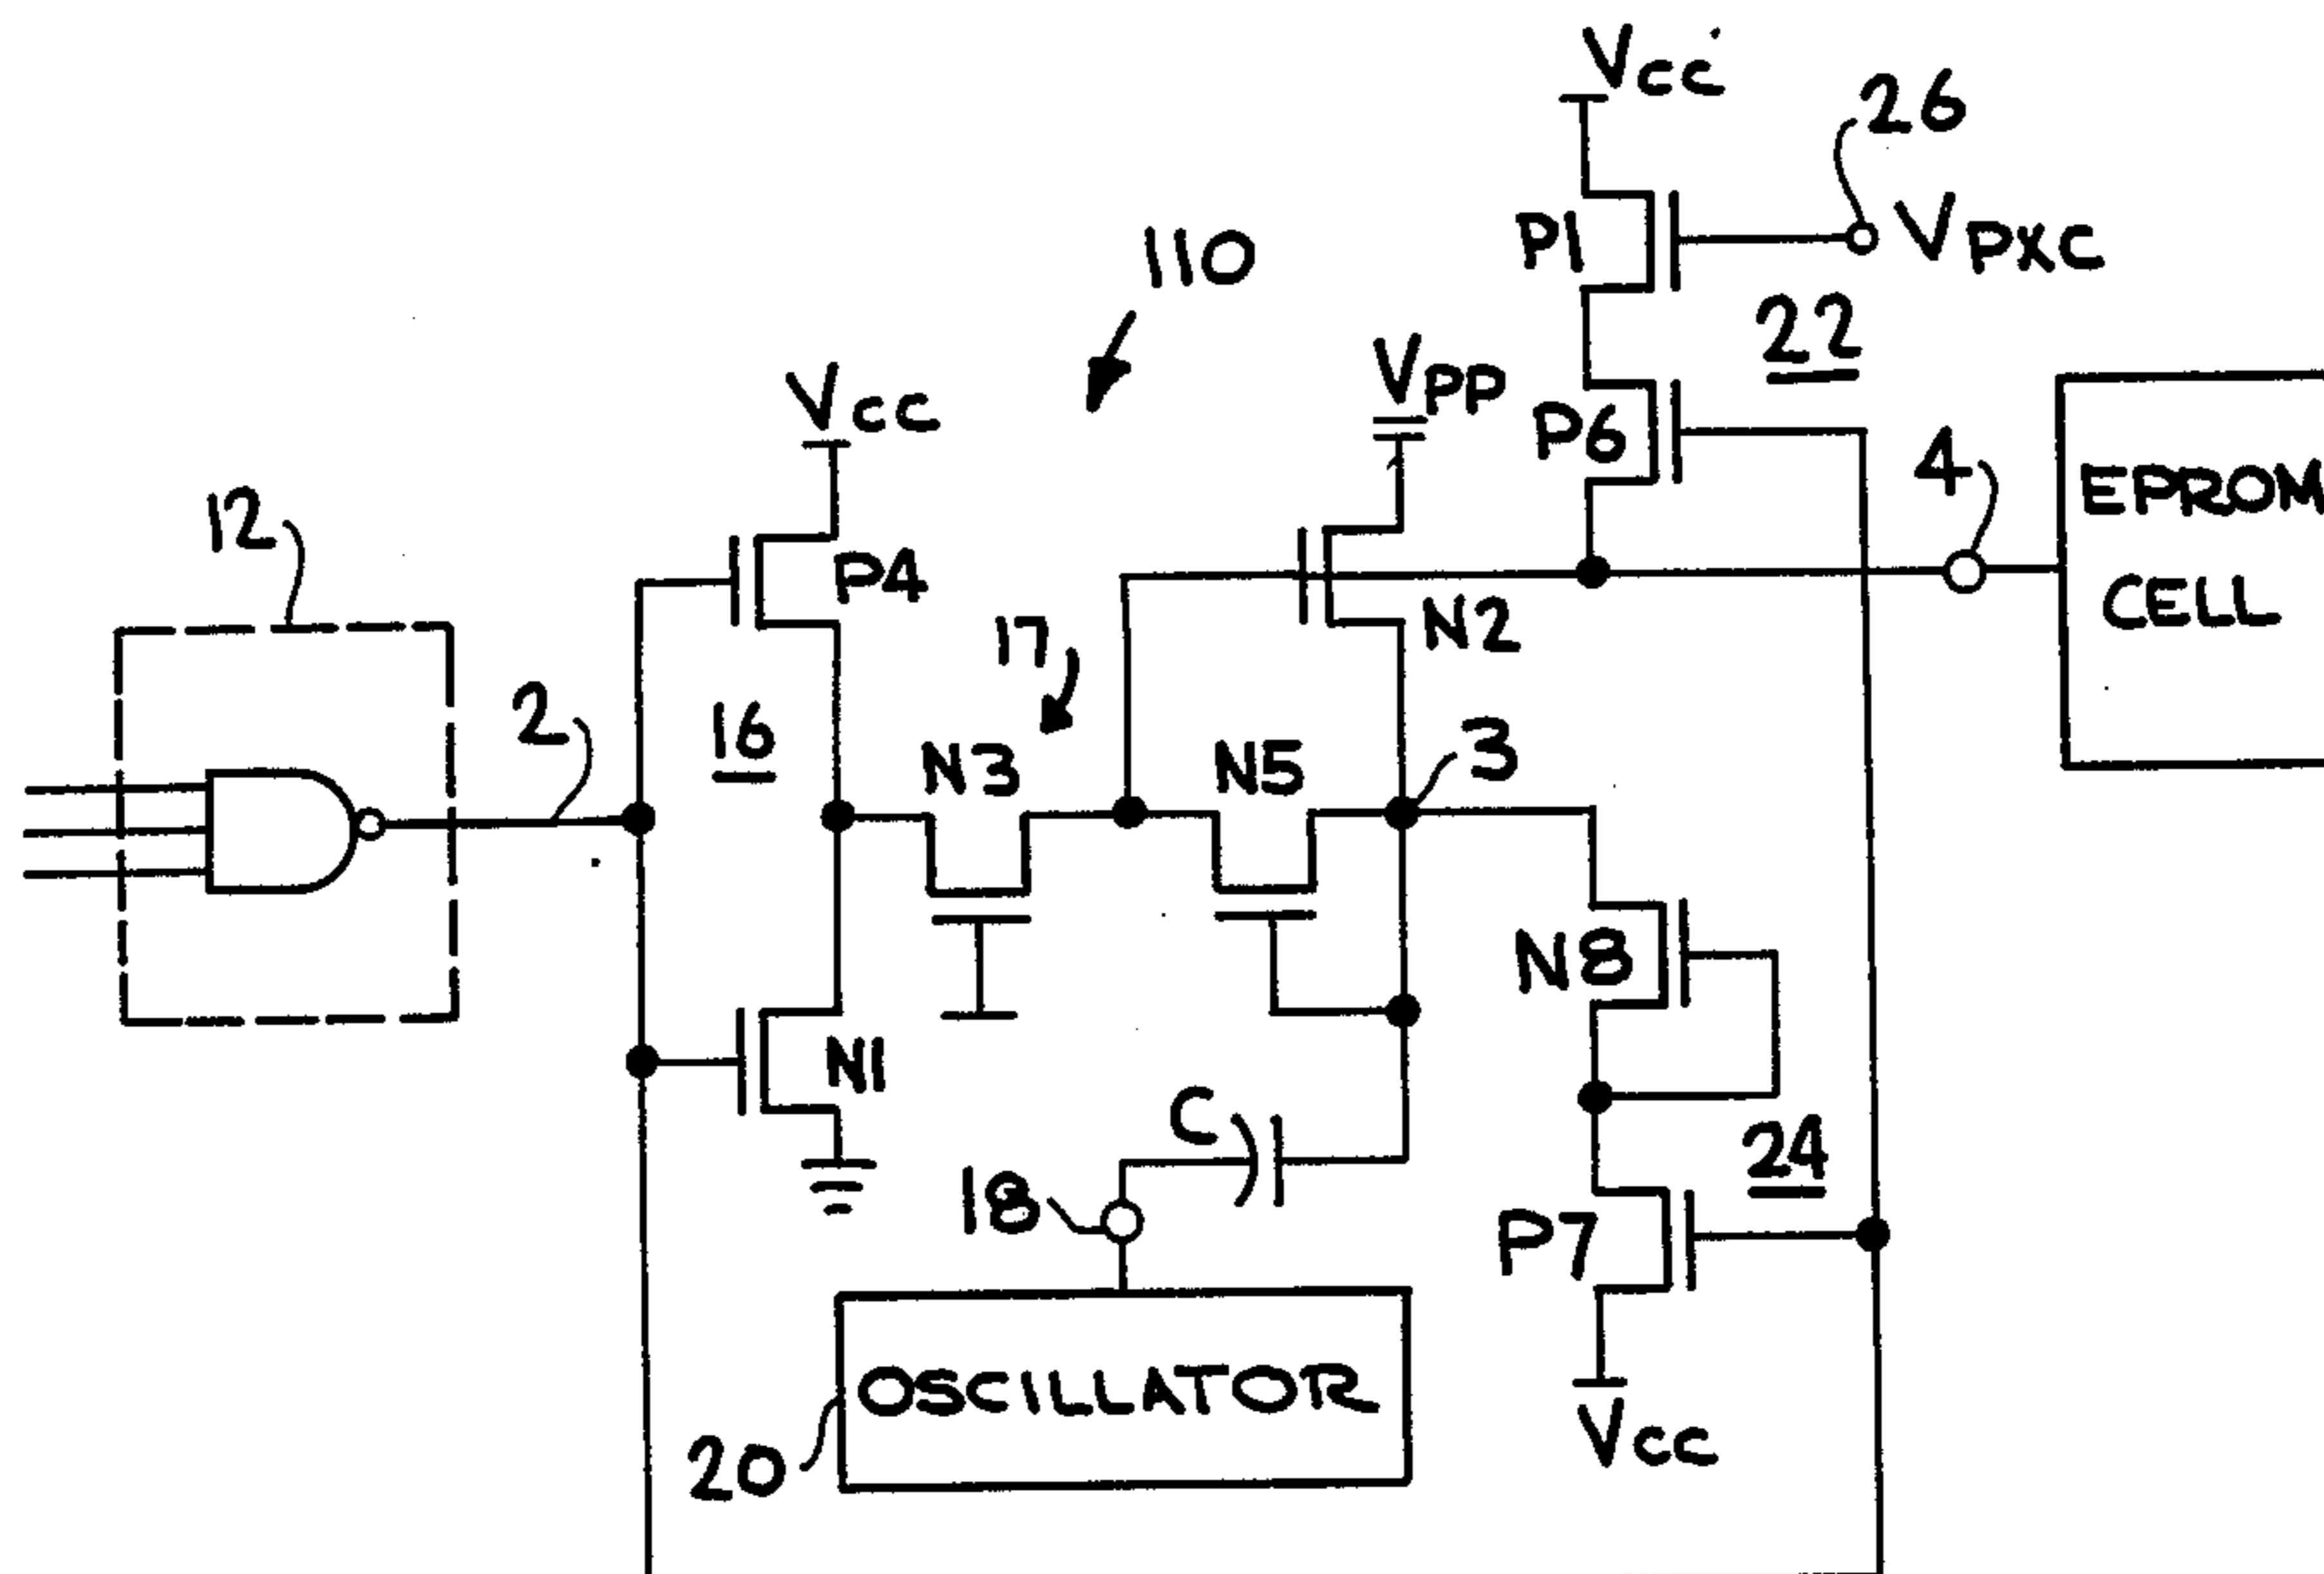 Vcc
26
P1
VPXC
110
22
VPP
Vcc
P6
4
EPROM
CELL
12
P4
N2
17
2
16
N3
N5
3
N8
N1
C
24
18
P7
OSCILLATOR
20
Vcc